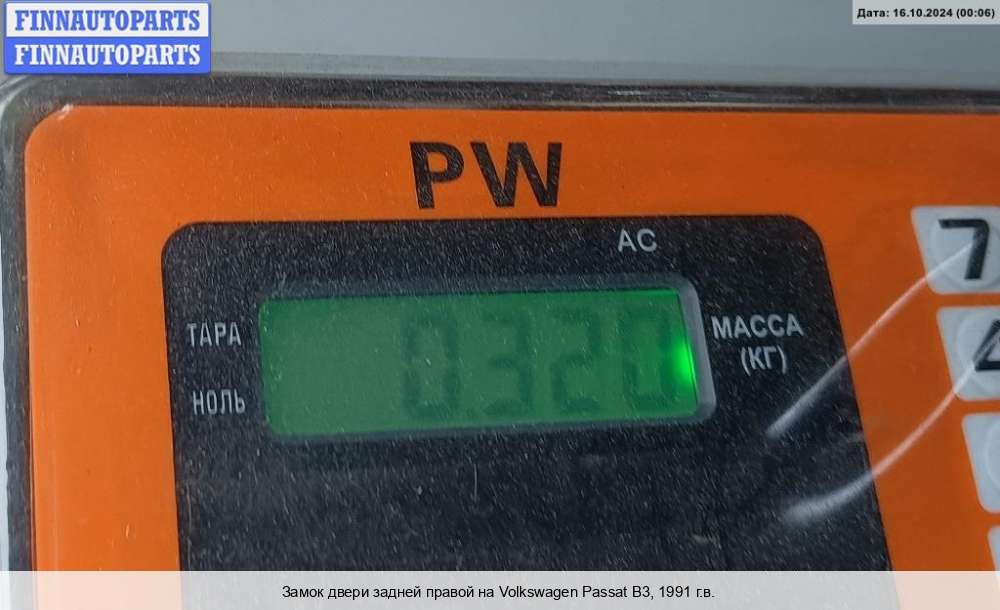 FINNAUTOPARTS
FINNAUTOPARTS
Дата: 16.10.2024 (00:06)
PW
AC
7
ТАРА
0.320
МАССА
(КГ)
4
НОЛЬ
Замок двери задней правой на Volkswagen Passat B3, 1991 г.в.